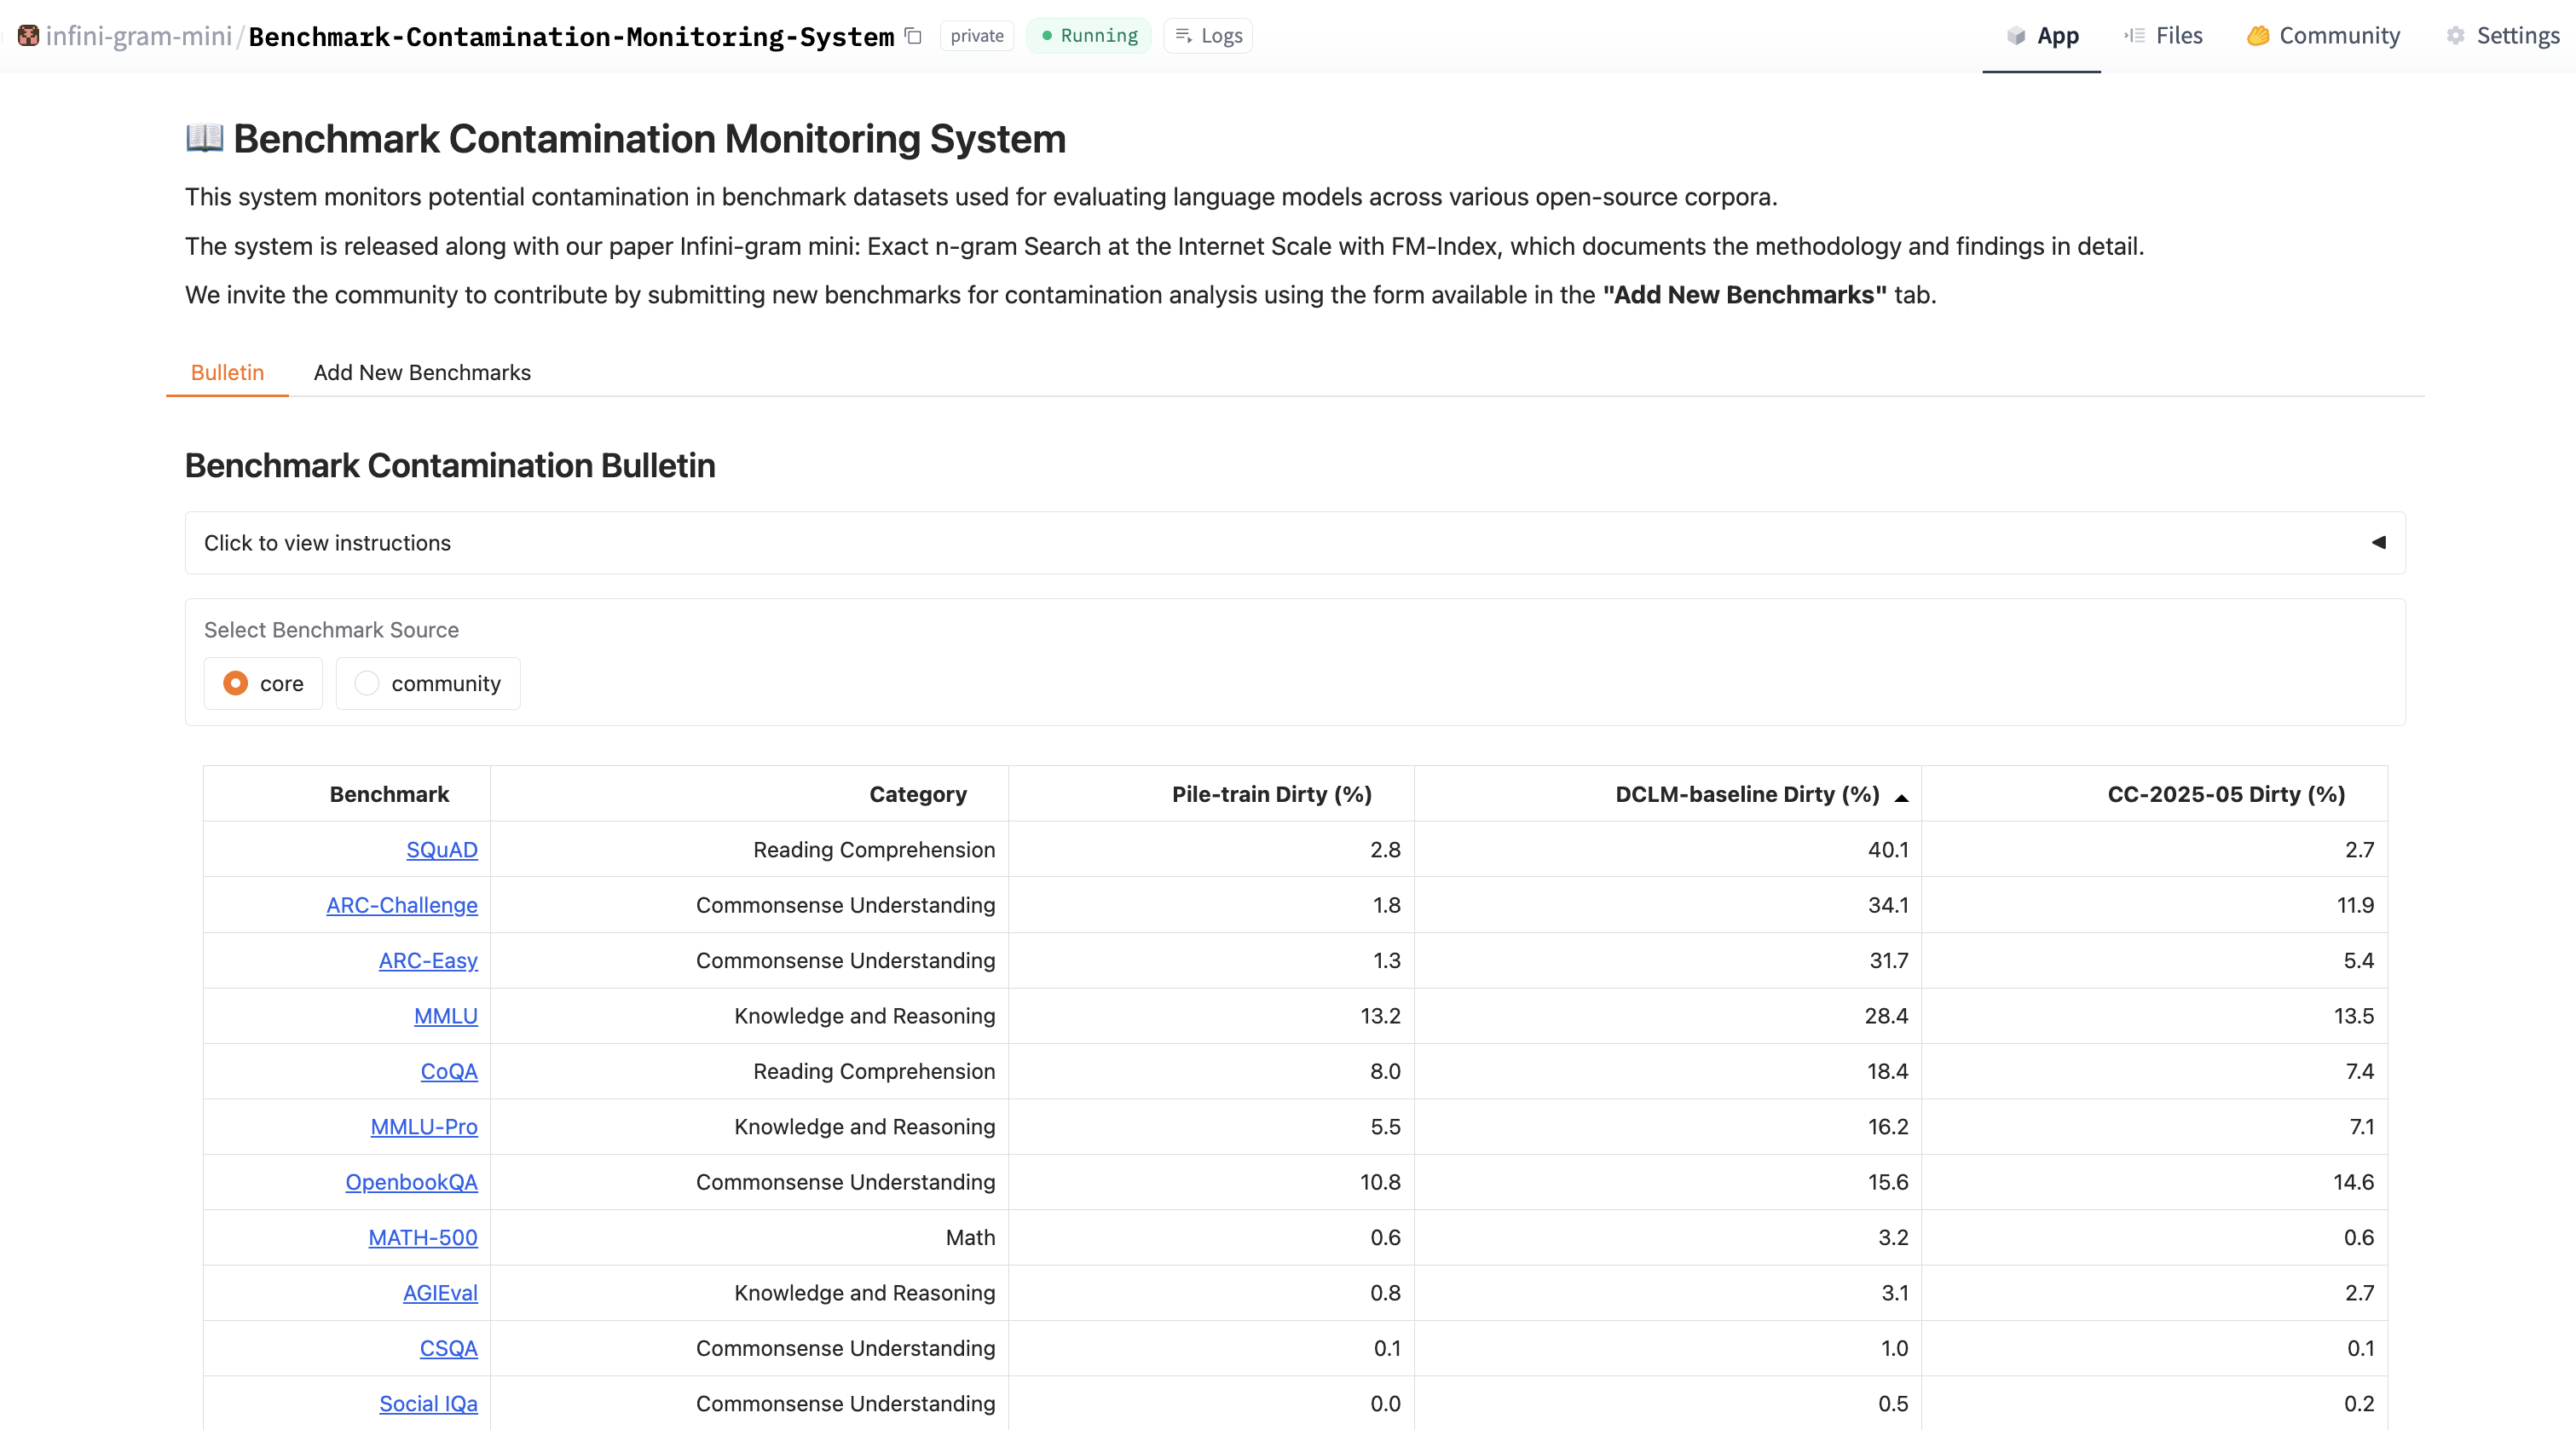 infini-gram-mini/Benchmark-Contamination-Monitoring-System private Running Logs App Files Community Settings
Benchmark Contamination Monitoring System
This system monitors potential contamination in benchmark datasets used for evaluating language models across various open-source corpora.
The system is released along with our paper Infini-gram mini: Exact n-gram Search at the Internet Scale with FM-Index, which documents the methodology and findings in detail.
We invite the community to contribute by submitting new benchmarks for contamination analysis using the form available in the "Add New Benchmarks" tab.
Bulletin Add New Benchmarks
Benchmark Contamination Bulletin
Click to view instructions
Select Benchmark Source
core community
Benchmark Category Pile-train Dirty (%) DCLM-baseline Dirty (%) CC-2025-05 Dirty (%)
SQuAD Reading Comprehension 2.8 40.1 2.7
ARC-Challenge Commonsense Understanding 1.8 34.1 11.9
ARC-Easy Commonsense Understanding 1.3 31.7 5.4
MMLU Knowledge and Reasoning 13.2 28.4 13.5
CoQA Reading Comprehension 8.0 18.4 7.4
MMLU-Pro Knowledge and Reasoning 5.5 16.2 7.1
OpenbookQA Commonsense Understanding 10.8 15.6 14.6
MATH-500 Math 0.6 3.2 0.6
AGIEval Knowledge and Reasoning 0.8 3.1 2.7
CSQA Commonsense Understanding 0.1 1.0 0.1
Social IQa Commonsense Understanding 0.0 0.5 0.2